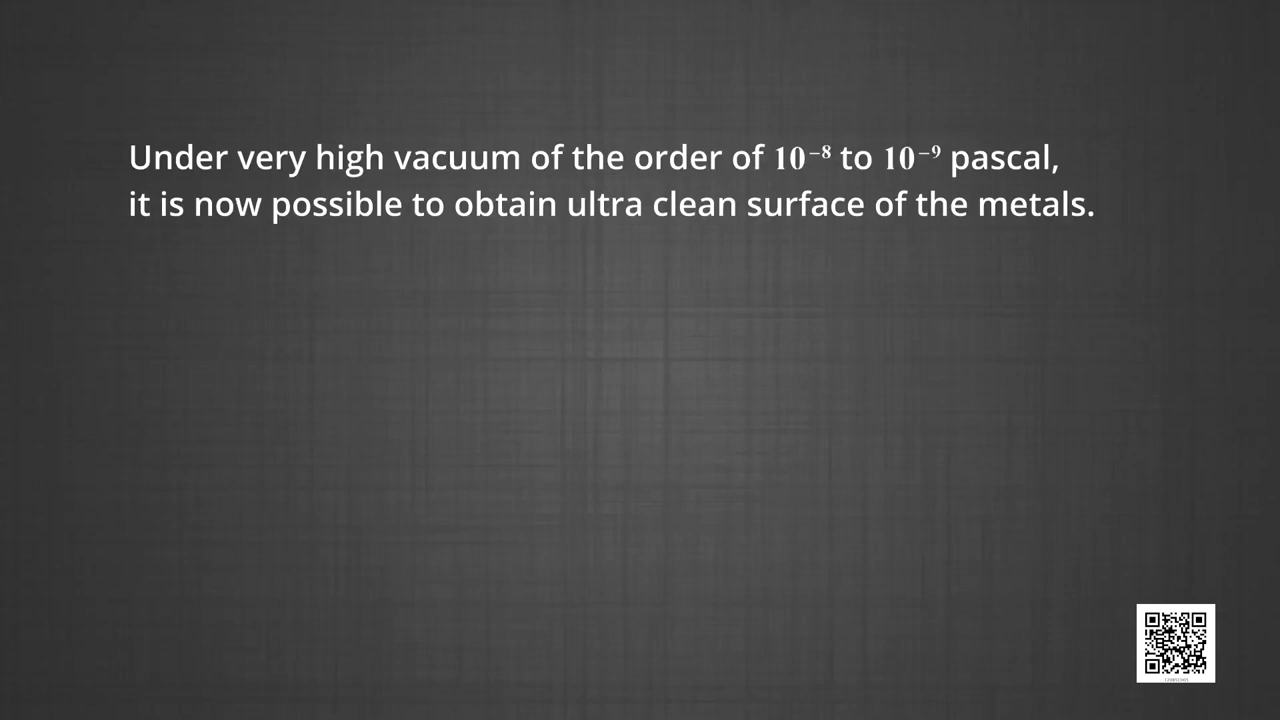 Under very high vacuum of the order of 10⁻⁸ to 10⁻⁹ pascal,
it is now possible to obtain ultra clean surface of the metals.